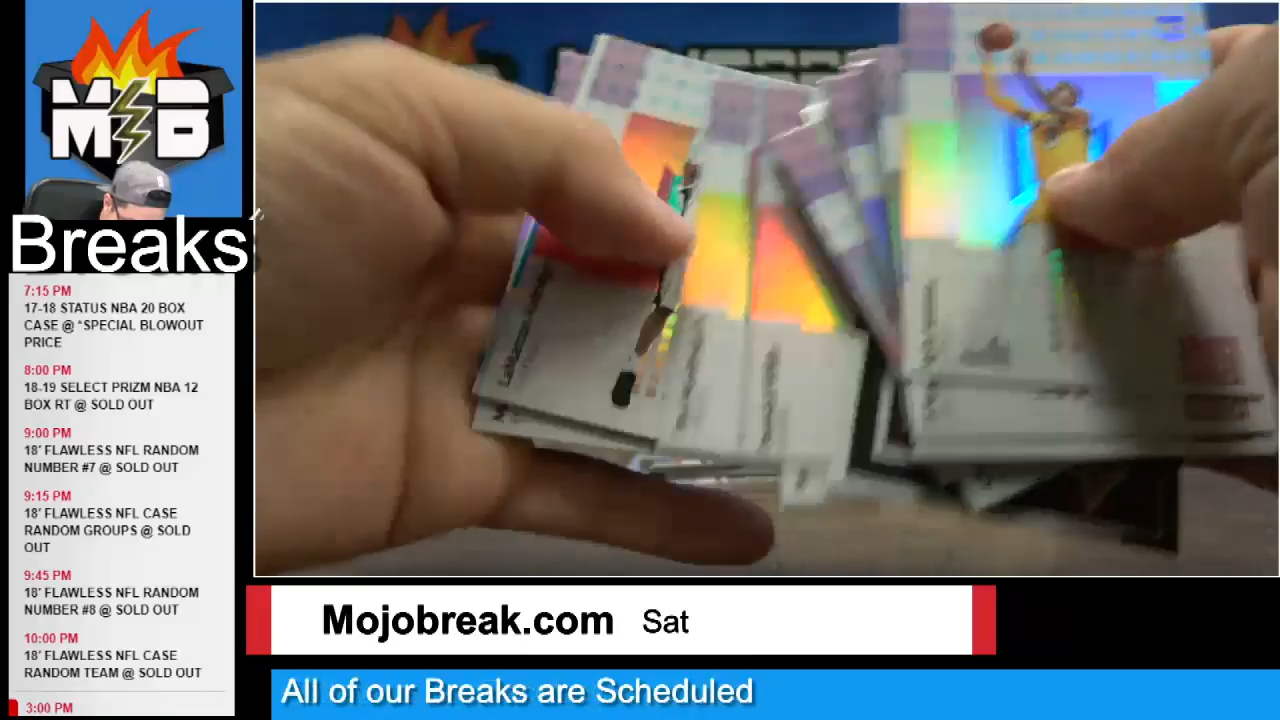 M B
M B
Breaks
7:15 PM
17-18 STATUS NBA 20 BOX
CASE @ *SPECIAL BLOWOUT
PRICE
8:00 PM
18-19 SELECT PRIZM NBA 12
BOX RT @ SOLD OUT
9:00 PM
18' FLAWLESS NFL RANDOM
NUMBER #7 @ SOLD OUT
9:15 PM
18' FLAWLESS NFL CASE
RANDOM GROUPS @ SOLD
OUT
9:45 PM
18' FLAWLESS NFL RANDOM
NUMBER #8 @ SOLD OUT
10:00 PM
18' FLAWLESS NFL CASE
RANDOM TEAM @ SOLD OUT
3:00 PM
Mojobreak.com Sat
All of our Breaks are Scheduled